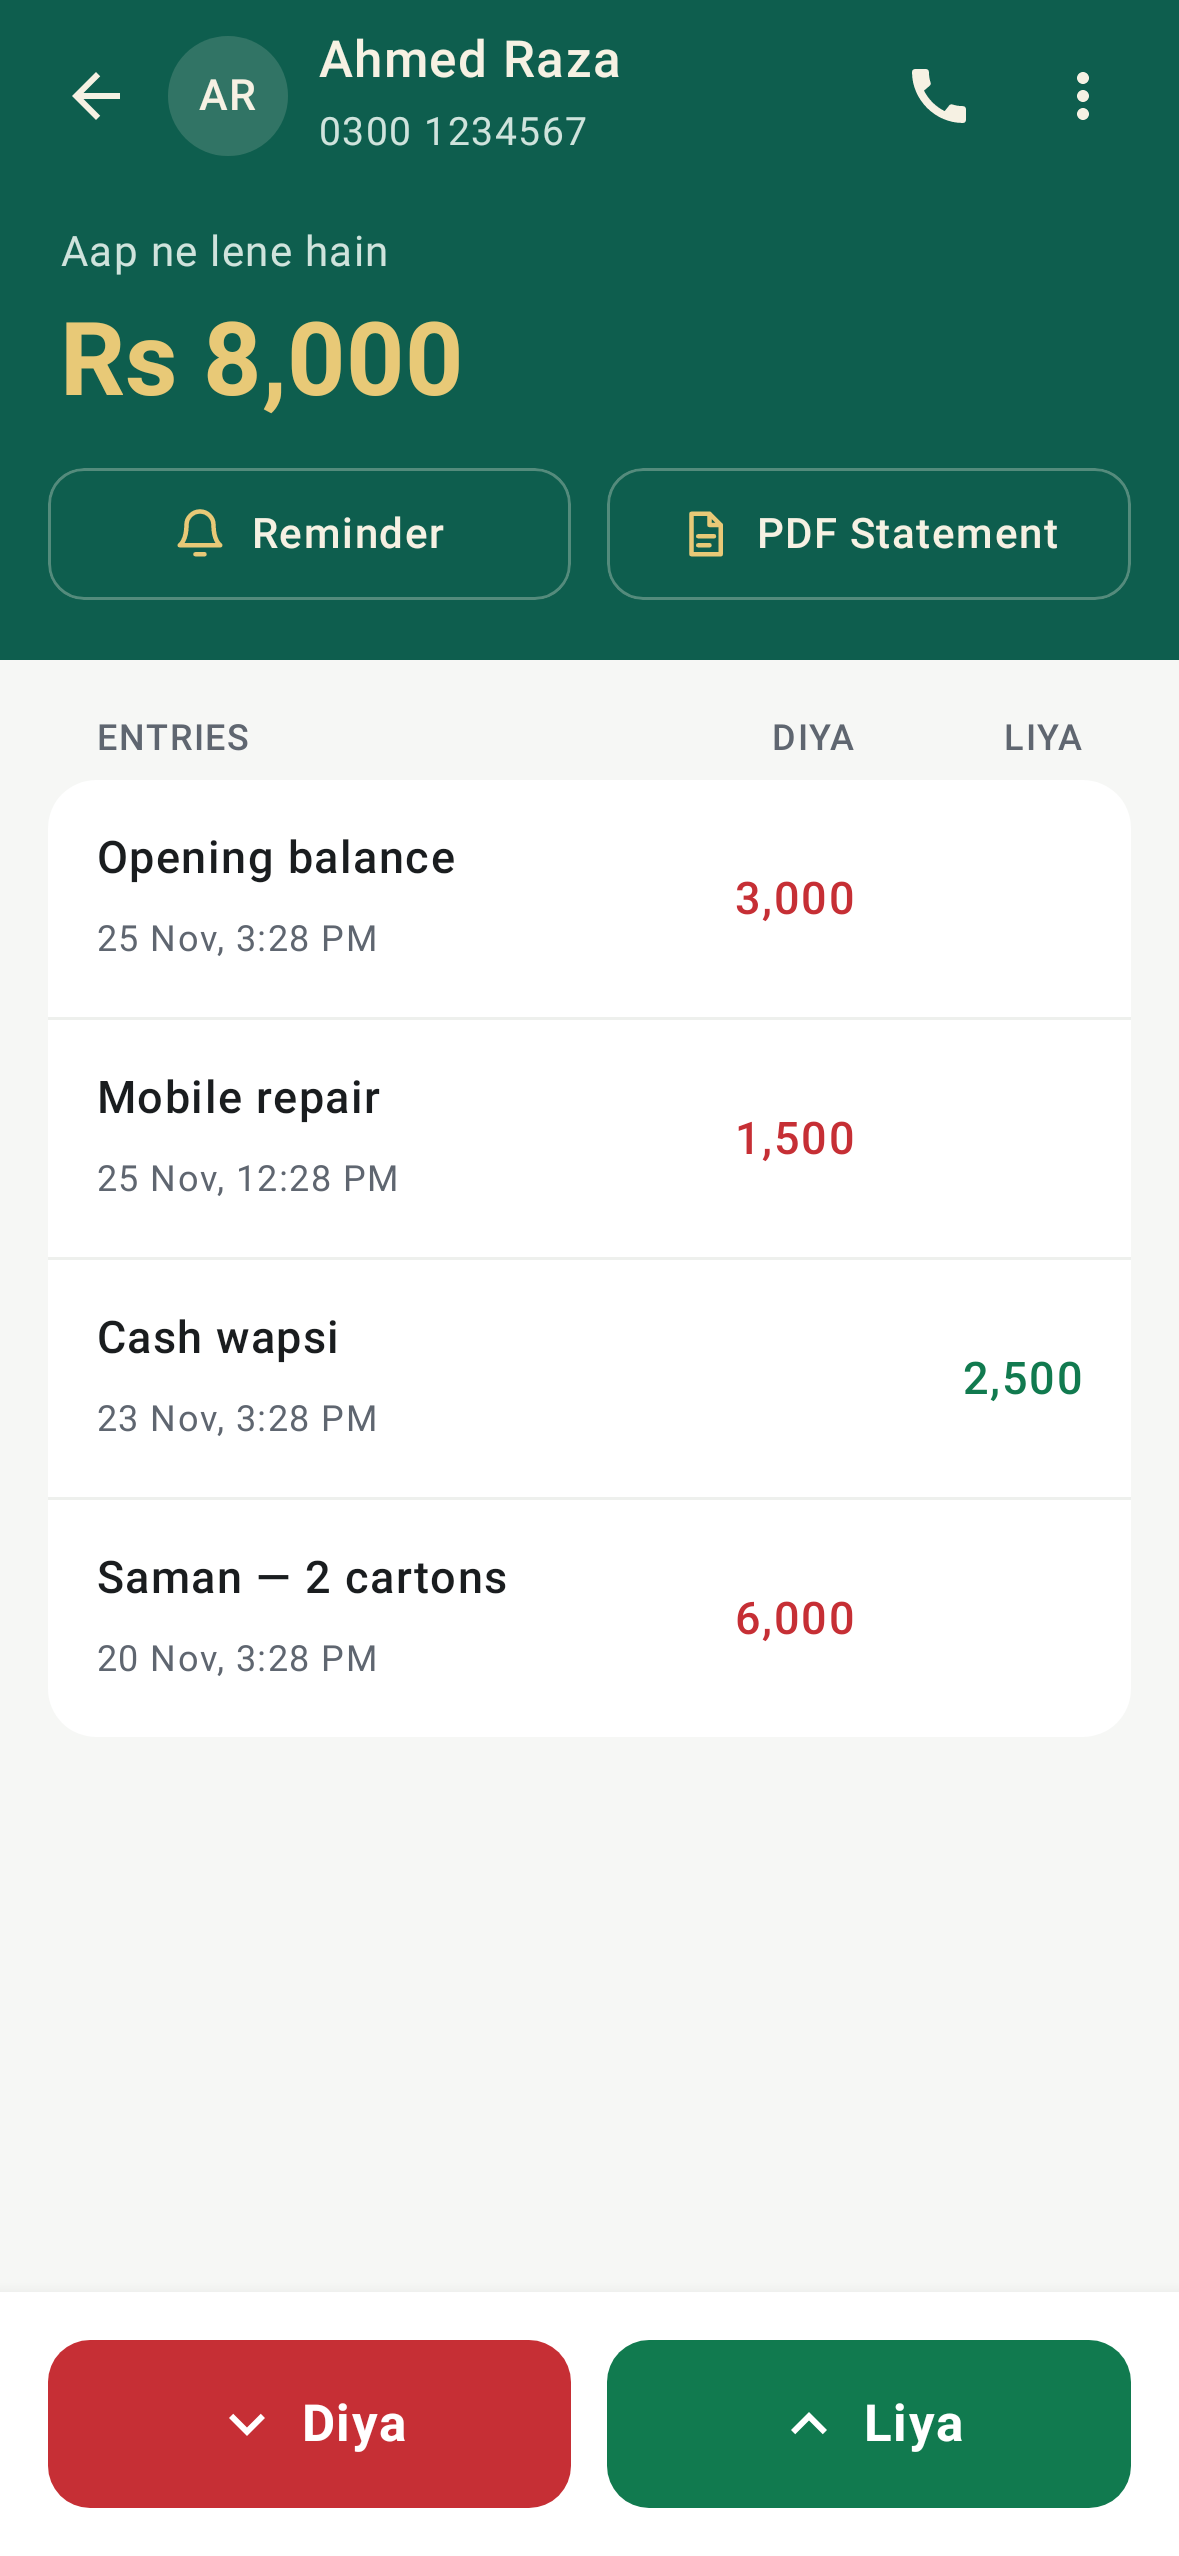 AR
Ahmed Raza
0300 1234567
Aap ne lene hain
Rs 8,000
Reminder
PDF Statement
ENTRIES DIYA LIYA
Opening balance
25 Nov, 3:28 PM
3,000
Mobile repair
25 Nov, 12:28 PM
1,500
Cash wapsi
23 Nov, 3:28 PM
2,500
Saman — 2 cartons
20 Nov, 3:28 PM
6,000
Diya
Liya